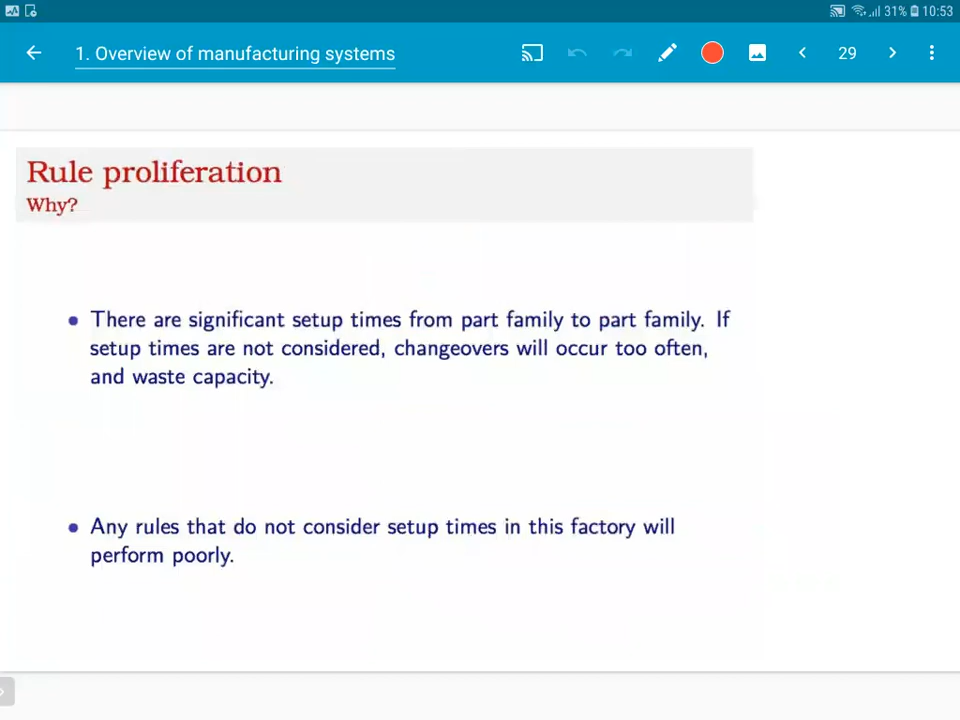 31% 10:53
1. Overview of manufacturing systems
29
Rule proliferation
Why?
• There are significant setup times from part family to part family. If
setup times are not considered, changeovers will occur too often,
and waste capacity.
• Any rules that do not consider setup times in this factory will
perform poorly.